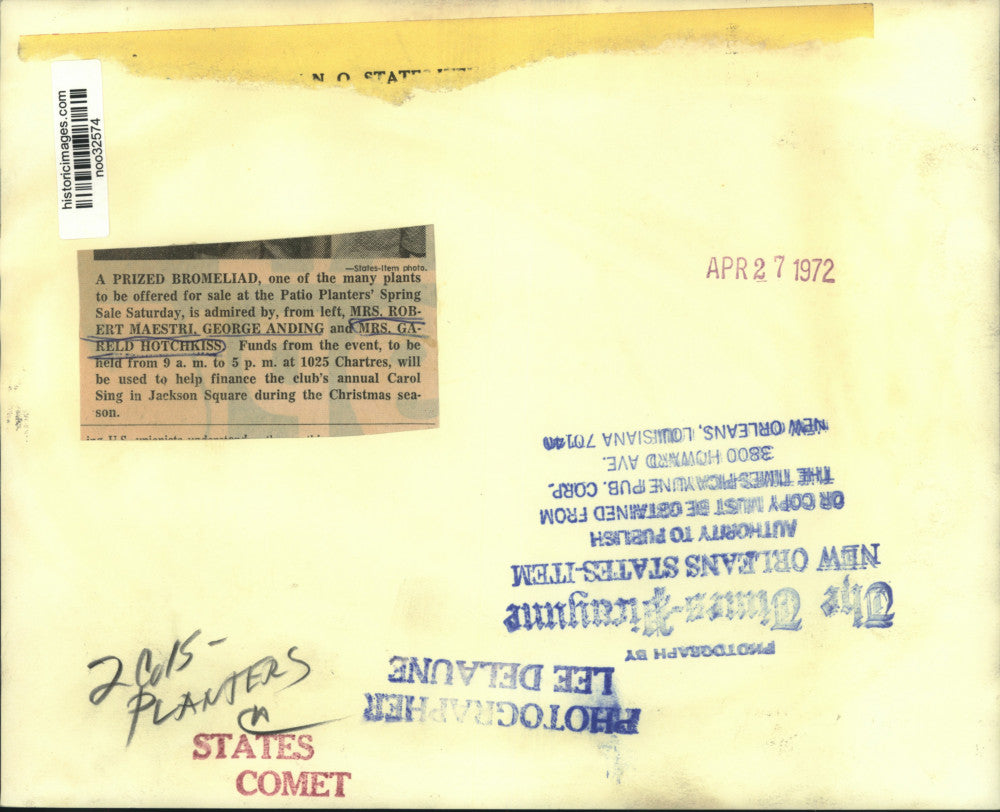 N. O. STATE
historicimages.com
noo32574
—States-Item photo.
A PRIZED BROMELIAD, one of the many plants
to be offered for sale at the Patio Planters' Spring
Sale Saturday, is admired by, from left, MRS. ROB-
ERT MAESTRI, GEORGE ANDING and MRS. GA-
RELD HOTCHKISS. Funds from the event, to be
held from 9 a. m. to 5 p. m. at 1025 Chartres, will
be used to help finance the club's annual Carol
Sing in Jackson Square during the Christmas sea-
son.
APR 27 1972
PHOTOGRAPH BY
The Times-Picayune
NEW ORLEANS STATES-ITEM
AUTHORITY TO PUBLISH
OR COPY MUST BE OBTAINED FROM
THE TIMES-PICAYUNE PUB. CORP.
3800 HOWARD AVE.
NEW ORLEANS, LOUISIANA 70140
PHOTOGRAPHER
LEE DELAUNE
2 Cols-
PLANTERS
STATES
COMET